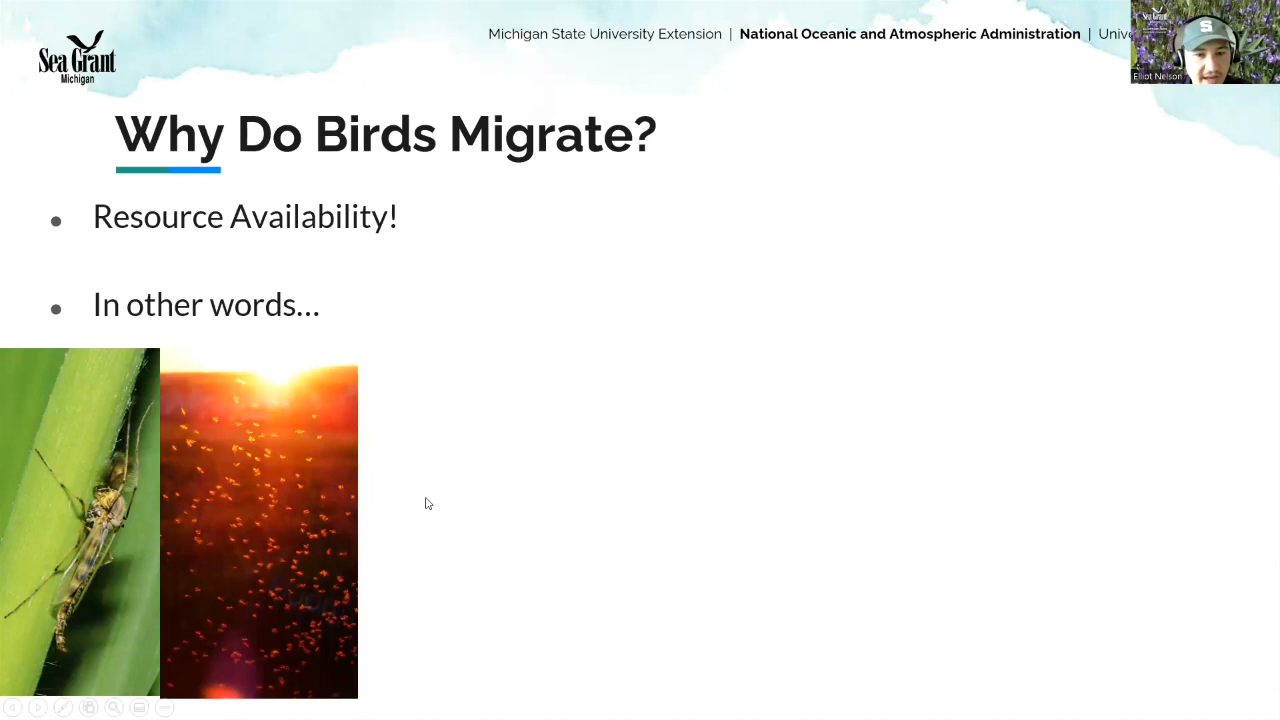 Sea Grant
Michigan
Michigan State University Extension | National Oceanic and Atmospheric Administration |
Elliot Nelson
Why Do Birds Migrate?
• Resource Availability!
• In other words...